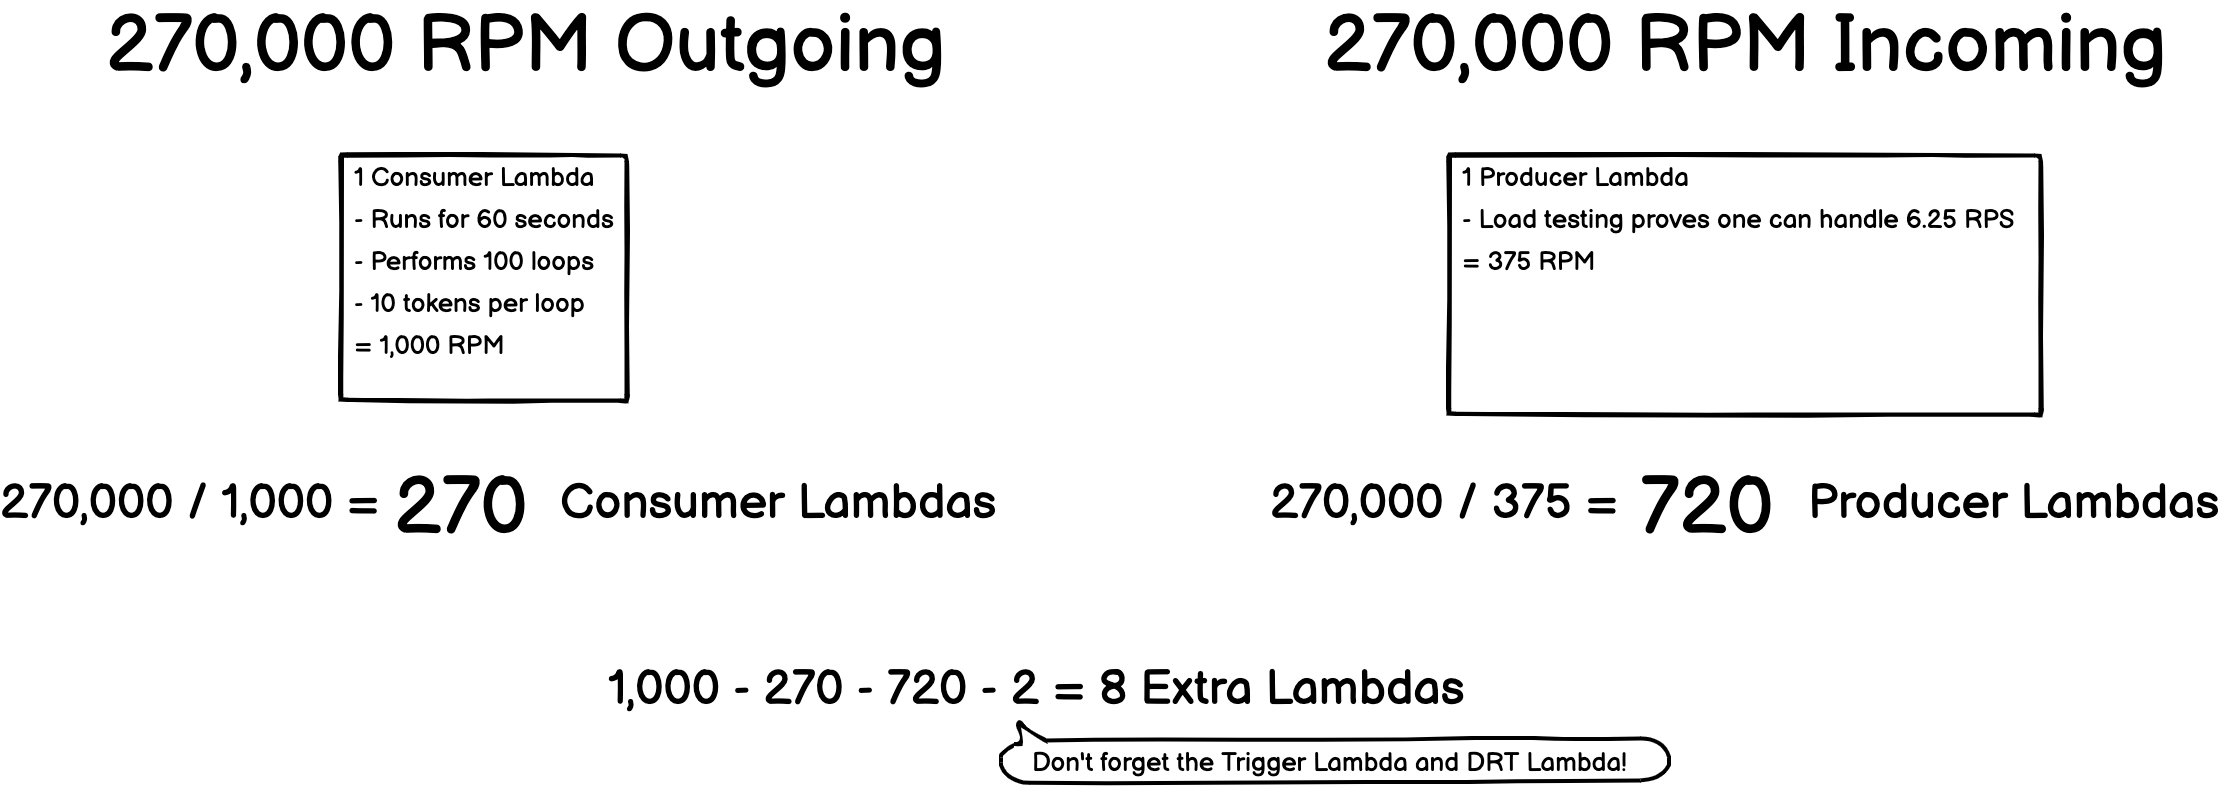 270,000 RPM Outgoing
1 Consumer Lambda
- Runs for 60 seconds
- Performs 100 loops
- 10 tokens per loop
= 1,000 RPM
270,000 / 1,000 = 270 Consumer Lambdas
270,000 RPM Incoming
1 Producer Lambda
- Load testing proves one can handle 6.25 RPS
= 375 RPM
270,000 / 375 = 720 Producer Lambdas
1,000 - 270 - 720 - 2 = 8 Extra Lambdas
Don't forget the Trigger Lambda and DRT Lambda!